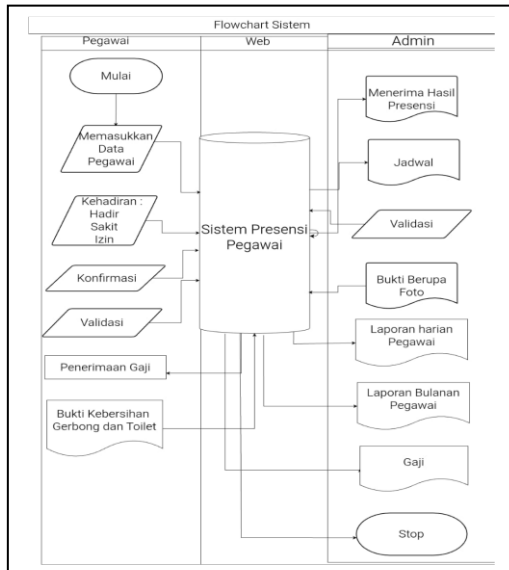 Flowchart Sistem
Pegawai
Web
Admin
Mulai
Memasukkan
Data
Pegawai
Kehadiran :
Hadir
Sakit
Izin
Konfirmasi
Validasi
Penerimaan Gaji
Bukti Kebersihan
Gerbong dan Toilet
Sistem Presensi
Pegawai
Menerima Hasil
Presensi
Jadwal
Validasi
Bukti Berupa
Foto
Laporan harian
Pegawai
Laporan Bulanan
Pegawai
Gaji
Stop